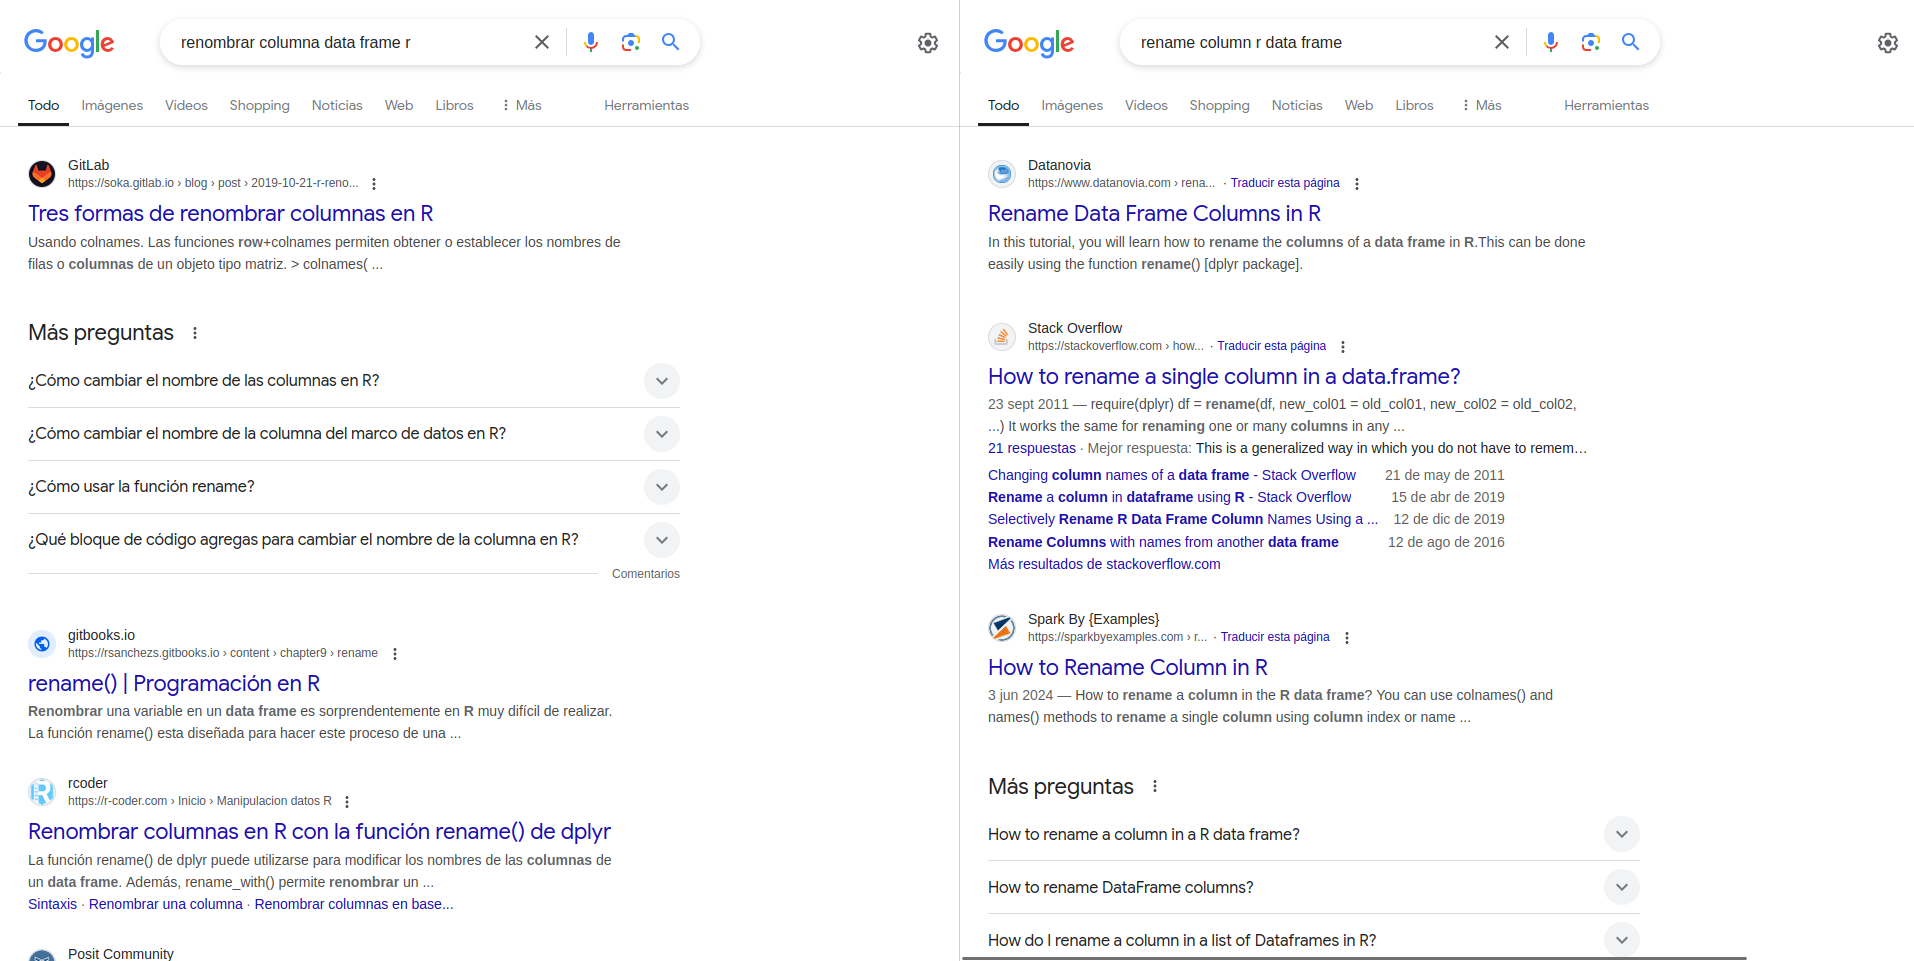 Google
renombrar columna data frame r
Todo Imágenes Vídeos Shopping Noticias Web Libros Más Herramientas
GitLab
https://soka.gitlab.io › blog › post › 2019-10-21-r-reno...
Tres formas de renombrar columnas en R
Usando colnames. Las funciones row+colnames permiten obtener o establecer los nombres de
filas o columnas de un objeto tipo matriz. > colnames( ...
Más preguntas
¿Cómo cambiar el nombre de las columnas en R?
¿Cómo cambiar el nombre de la columna del marco de datos en R?
¿Cómo usar la función rename?
¿Qué bloque de código agregas para cambiar el nombre de la columna en R?
Comentarios
gitbooks.io
https://rsanchezs.gitbooks.io › content › chapter9 › rename
rename() | Programación en R
Renombrar una variable en un data frame es sorprendentemente en R muy difícil de realizar.
La función rename() esta diseñada para hacer este proceso de una ...
rcoder
https://r-coder.com › Inicio › Manipulacion datos R
Renombrar columnas en R con la función rename() de dplyr
La función rename() de dplyr puede utilizarse para modificar los nombres de las columnas de
un data frame. Además, rename_with() permite renombrar un ...
Sintaxis · Renombrar una columna · Renombrar columnas en base...
Posit Community
Google
rename column r data frame
Todo Imágenes Vídeos Shopping Noticias Web Libros Más Herramientas
Datanovia
https://www.datanovia.com › rena... · Traducir esta página
Rename Data Frame Columns in R
In this tutorial, you will learn how to rename the columns of a data frame in R.This can be done
easily using the function rename() [dplyr package].
Stack Overflow
https://stackoverflow.com › how... · Traducir esta página
How to rename a single column in a data.frame?
23 sept 2011 — require(dplyr) df = rename(df, new_col01 = old_col01, new_col02 = old_col02,
...) It works the same for renaming one or many columns in any ...
21 respuestas · Mejor respuesta: This is a generalized way in which you do not have to remem…
Changing column names of a data frame - Stack Overflow 21 de may de 2011
Rename a column in dataframe using R - Stack Overflow 15 de abr de 2019
Selectively Rename R Data Frame Column Names Using a ... 12 de dic de 2019
Rename Columns with names from another data frame 12 de ago de 2016
Más resultados de stackoverflow.com
Spark By {Examples}
https://sparkbyexamples.com › r... · Traducir esta página
How to Rename Column in R
3 jun 2024 — How to rename a column in the R data frame? You can use colnames() and
names() methods to rename a single column using column index or name ...
Más preguntas
How to rename a column in a R data frame?
How to rename DataFrame columns?
How do I rename a column in a list of Dataframes in R?